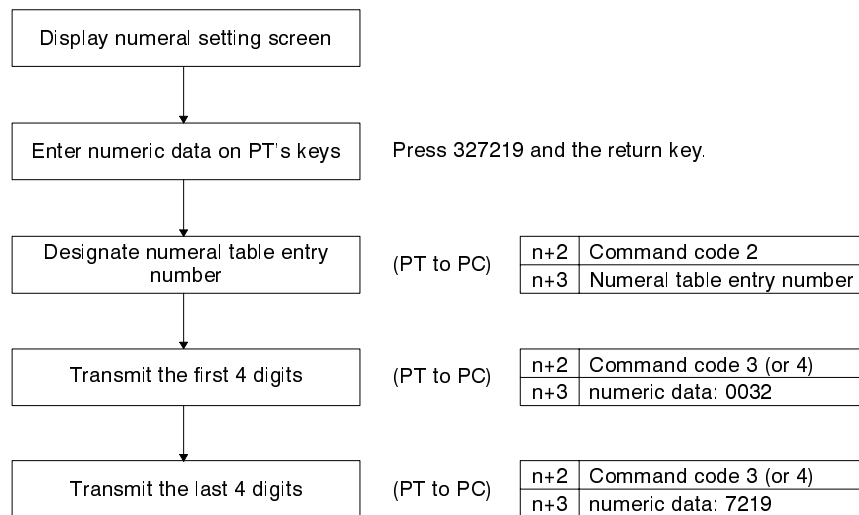 Display numeral setting screen
Enter numeric data on PT's keys
Press 327219 and the return key.
Designate numeral table entry
number
(PT to PC)
n+2 Command code 2
n+3 Numeral table entry number
Transmit the first 4 digits
(PT to PC)
n+2 Command code 3 (or 4)
n+3 numeric data: 0032
Transmit the last 4 digits
(PT to PC)
n+2 Command code 3 (or 4)
n+3 numeric data: 7219